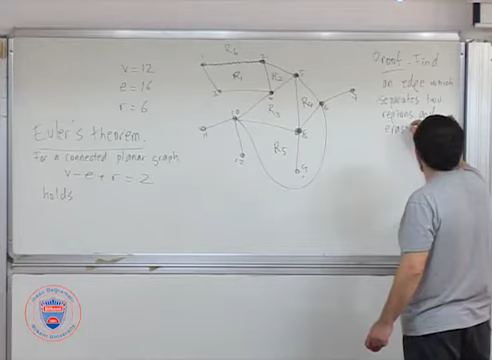 v=12
e=16
r=6
Euler's theorem.
For a connected planar graph
v-e+r=2
holds
R6
R1
R2
R3
R4
R5
Proof. Find
an edge which
separates two
regions and